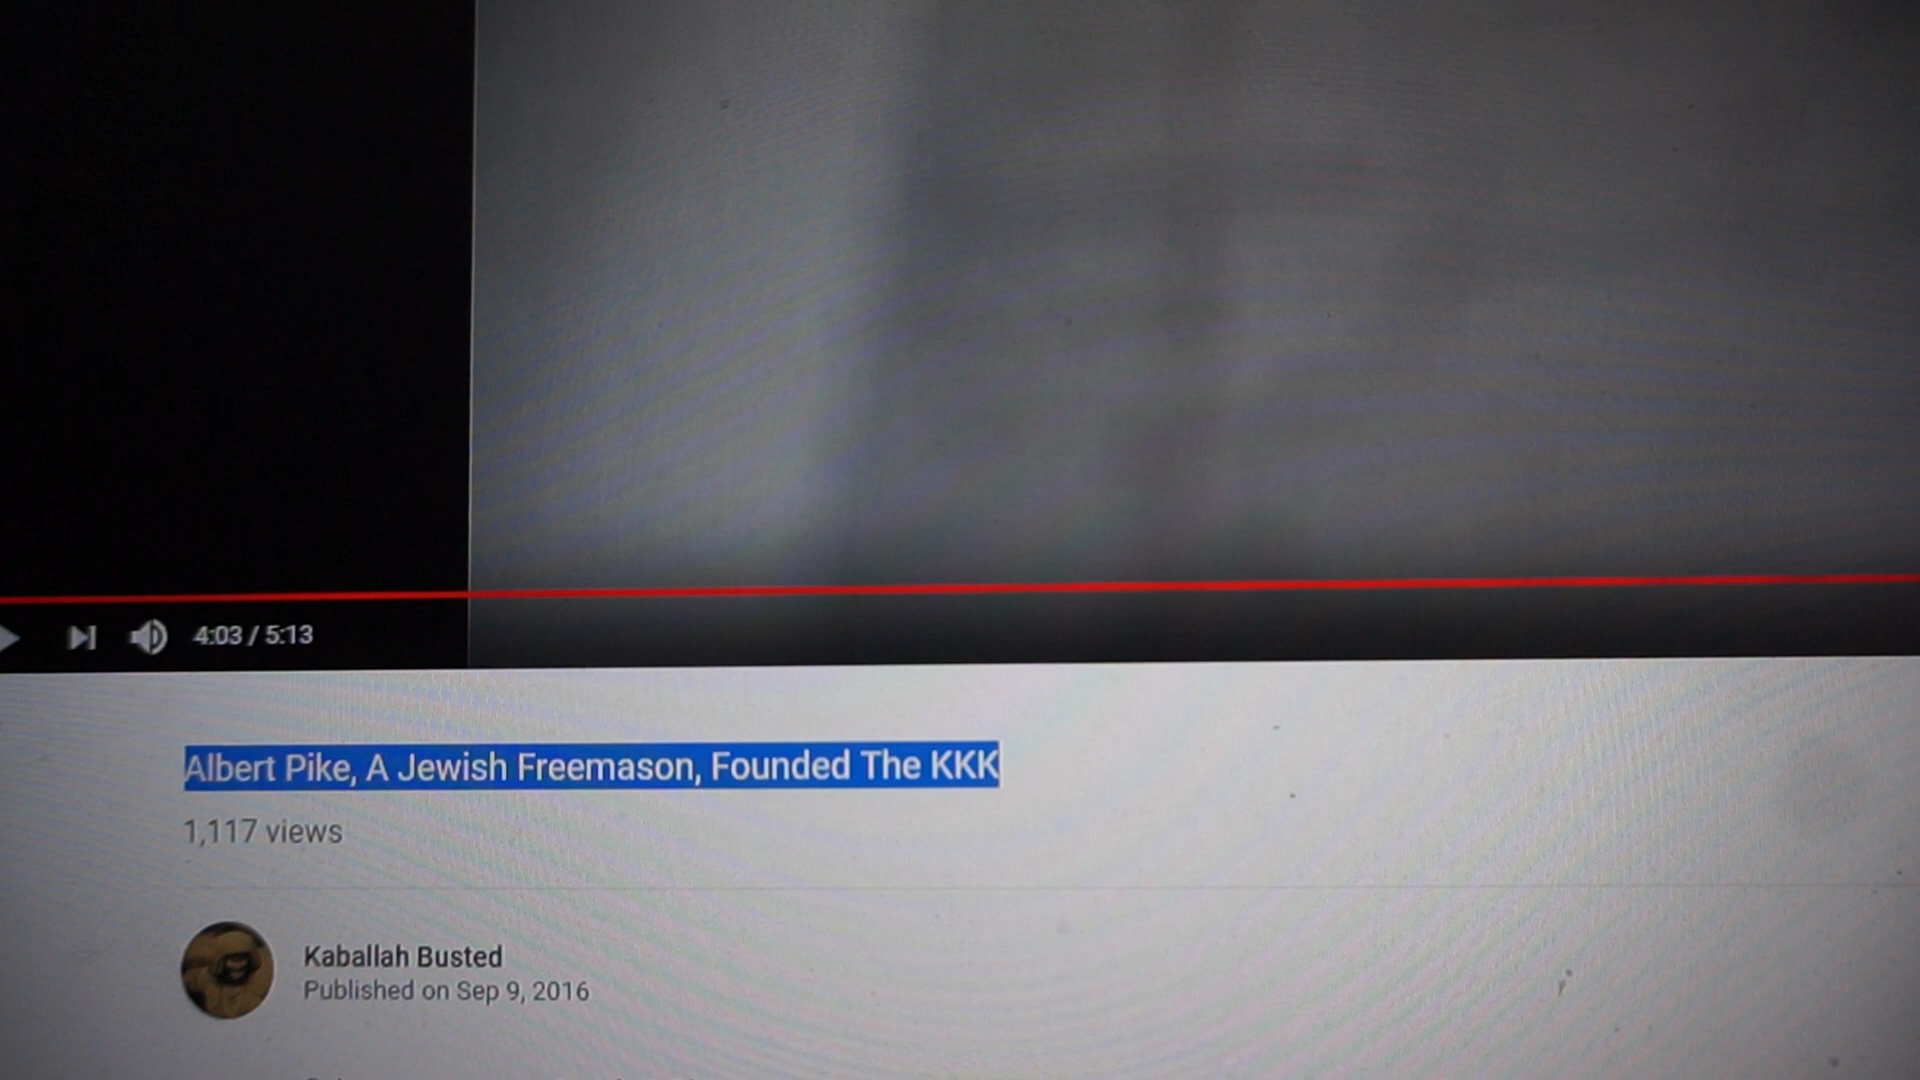 4:03 / 5:13
Albert Pike, A Jewish Freemason, Founded The KKK
1,117 views
Kaballah Busted
Published on Sep 9, 2016